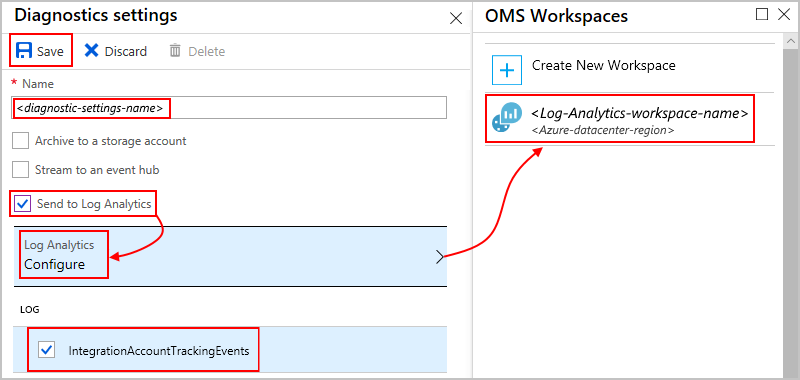 Diagnostics settings
Save
Discard
Delete
* Name
<diagnostic-settings-name>
Archive to a storage account
Stream to an event hub
Send to Log Analytics
Log Analytics
Configure
LOG
IntegrationAccountTrackingEvents
OMS Workspaces
Create New Workspace
<Log-Analytics-workspace-name>
<Azure-datacenter-region>